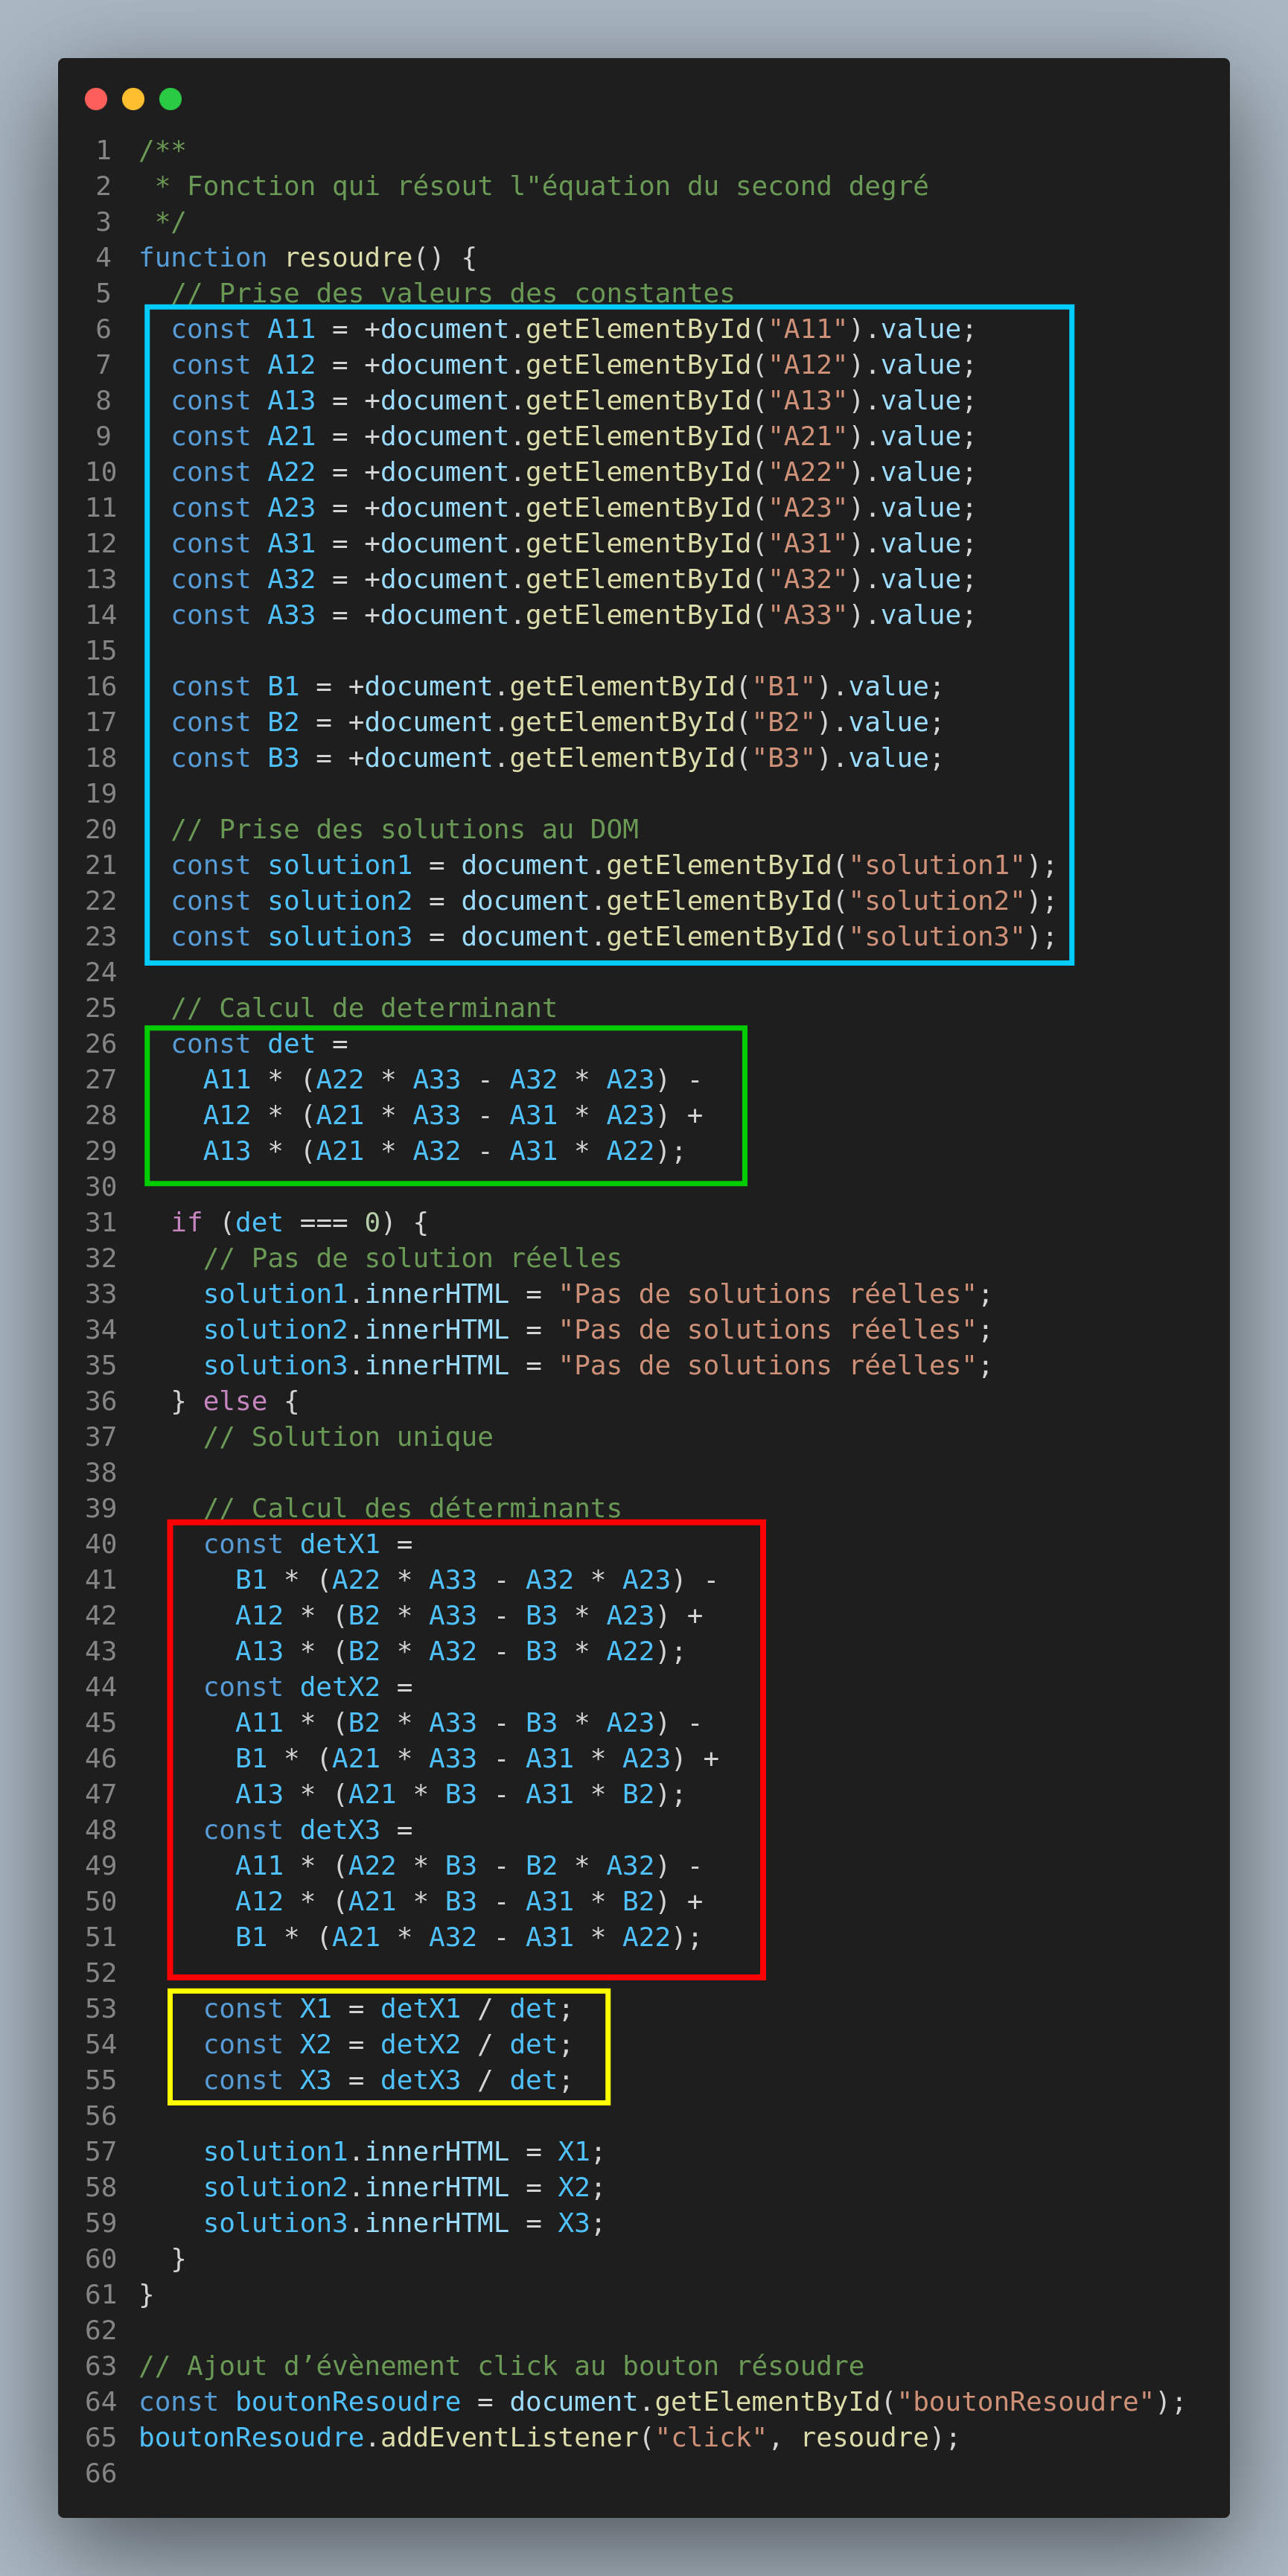 1 /**
2  * Fonction qui résout l"équation du second degré
3  */
4 function resoudre() {
5   // Prise des valeurs des constantes
6   const A11 = +document.getElementById("A11").value;
7   const A12 = +document.getElementById("A12").value;
8   const A13 = +document.getElementById("A13").value;
9   const A21 = +document.getElementById("A21").value;
10   const A22 = +document.getElementById("A22").value;
11   const A23 = +document.getElementById("A23").value;
12   const A31 = +document.getElementById("A31").value;
13   const A32 = +document.getElementById("A32").value;
14   const A33 = +document.getElementById("A33").value;
15
16   const B1 = +document.getElementById("B1").value;
17   const B2 = +document.getElementById("B2").value;
18   const B3 = +document.getElementById("B3").value;
19
20   // Prise des solutions au DOM
21   const solution1 = document.getElementById("solution1");
22   const solution2 = document.getElementById("solution2");
23   const solution3 = document.getElementById("solution3");
24
25   // Calcul de determinant
26   const det =
27     A11 * (A22 * A33 - A32 * A23) -
28     A12 * (A21 * A33 - A31 * A23) +
29     A13 * (A21 * A32 - A31 * A22);
30
31   if (det === 0) {
32     // Pas de solution réelles
33     solution1.innerHTML = "Pas de solutions réelles";
34     solution2.innerHTML = "Pas de solutions réelles";
35     solution3.innerHTML = "Pas de solutions réelles";
36   } else {
37     // Solution unique
38
39     // Calcul des déterminants
40     const detX1 =
41       B1 * (A22 * A33 - A32 * A23) -
42       A12 * (B2 * A33 - B3 * A23) +
43       A13 * (B2 * A32 - B3 * A22);
44     const detX2 =
45       A11 * (B2 * A33 - B3 * A23) -
46       B1 * (A21 * A33 - A31 * A23) +
47       A13 * (A21 * B3 - A31 * B2);
48     const detX3 =
49       A11 * (A22 * B3 - B2 * A32) -
50       A12 * (A21 * B3 - A31 * B2) +
51       B1 * (A21 * A32 - A31 * A22);
52
53     const X1 = detX1 / det;
54     const X2 = detX2 / det;
55     const X3 = detX3 / det;
56
57     solution1.innerHTML = X1;
58     solution2.innerHTML = X2;
59     solution3.innerHTML = X3;
60   }
61 }
62
63 // Ajout d’évènement click au bouton résoudre
64 const boutonResoudre = document.getElementById("boutonResoudre");
65 boutonResoudre.addEventListener("click", resoudre);
66